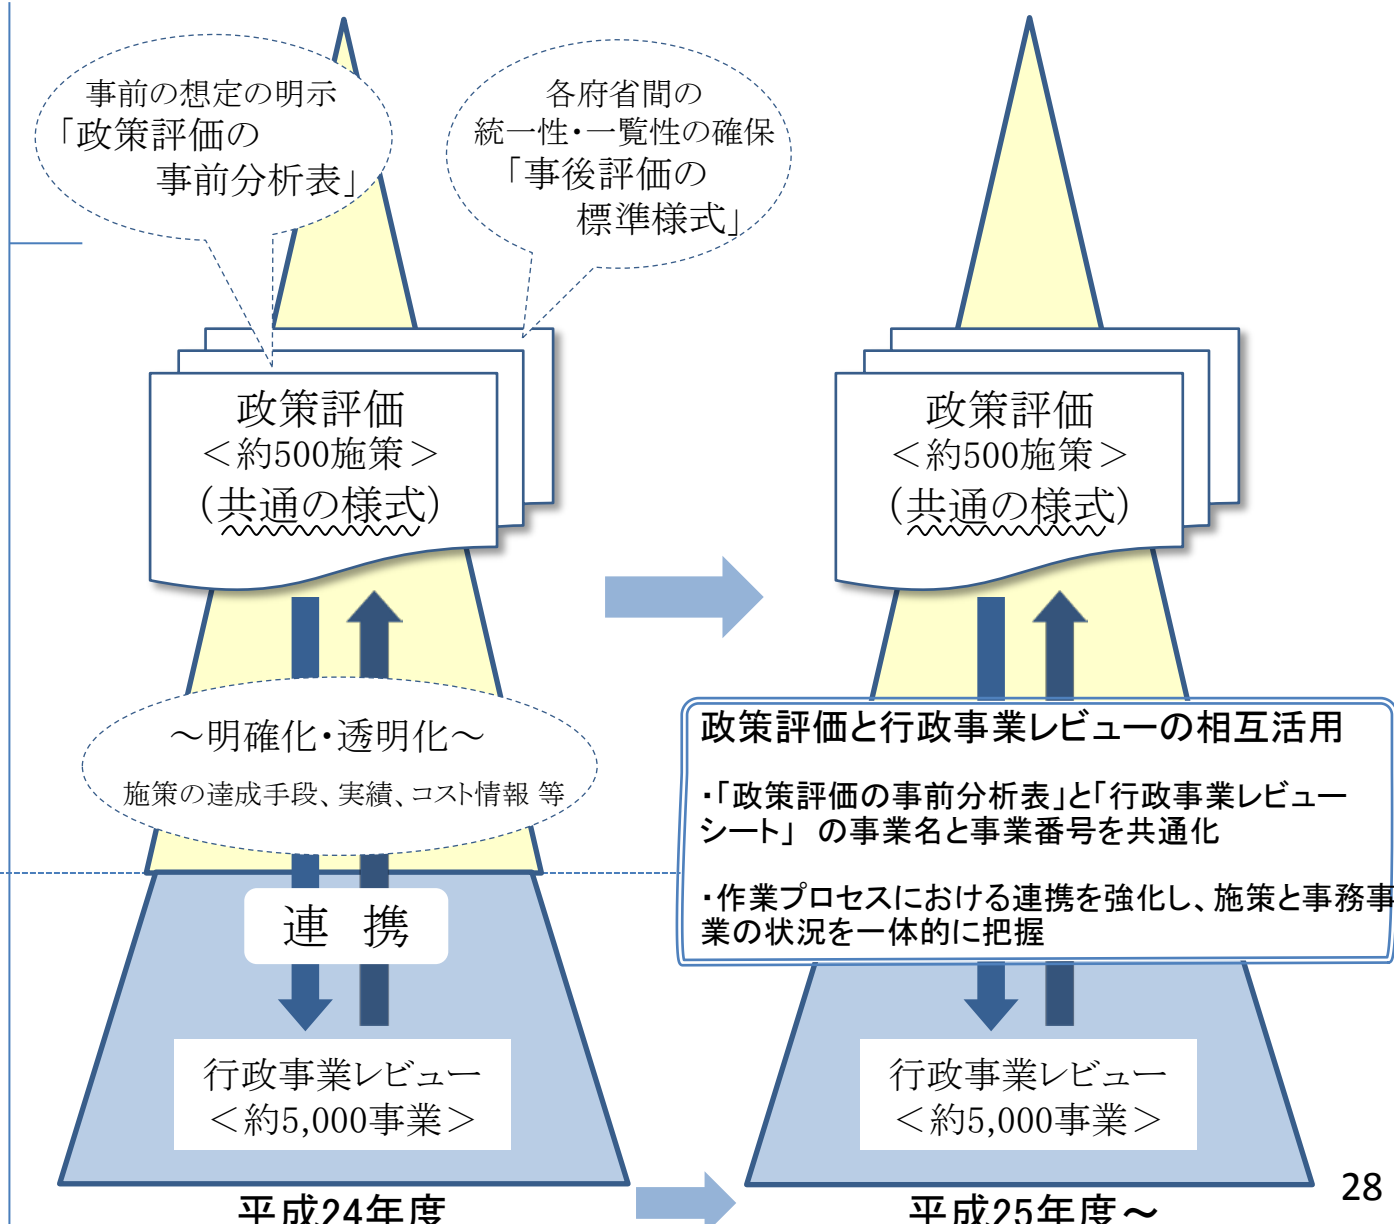 事前の想定の明示
「政策評価の
事前分析表」
各府省間の
統一性・一覧性の確保
「事後評価の
標準様式」
政策評価
＜約500施策＞
（共通の様式）
～明確化・透明化～
施策の達成手段、実績、コスト情報 等
連 携
行政事業レビュー
＜約5,000事業＞
平成24年度
政策評価
＜約500施策＞
（共通の様式）
政策評価と行政事業レビューの相互活用
・「政策評価の事前分析表」と「行政事業レビュー
シート」 の事業名と事業番号を共通化
・作業プロセスにおける連携を強化し、施策と事務事
業の状況を一体的に把握
行政事業レビュー
＜約5,000事業＞
平成25年度～
28